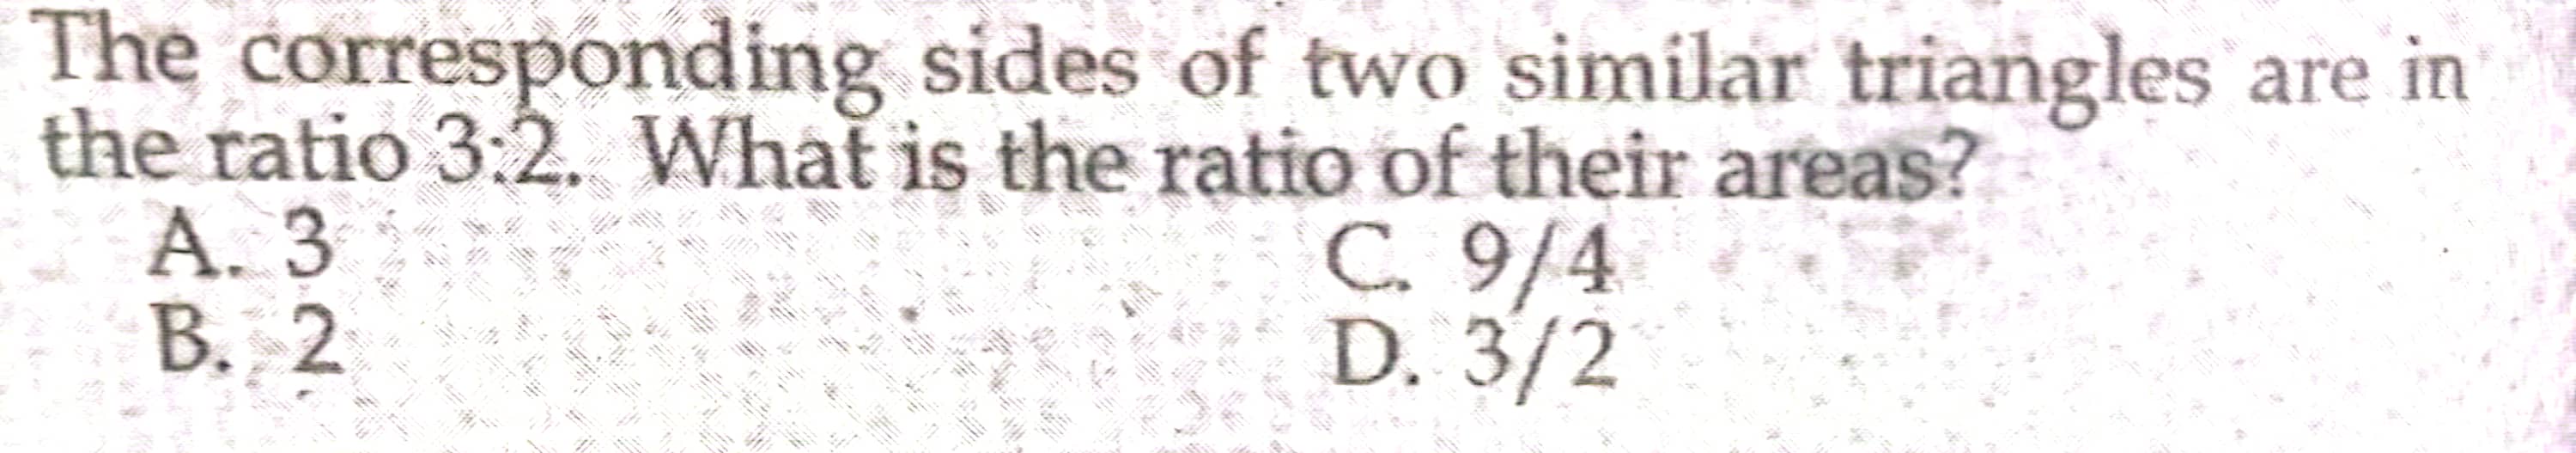 The corresponding sides of two similar triangles are in
the ratio 3:2. What is the ratio of their areas?
A. 3
C. 9/4
B. 2
D. 3/2